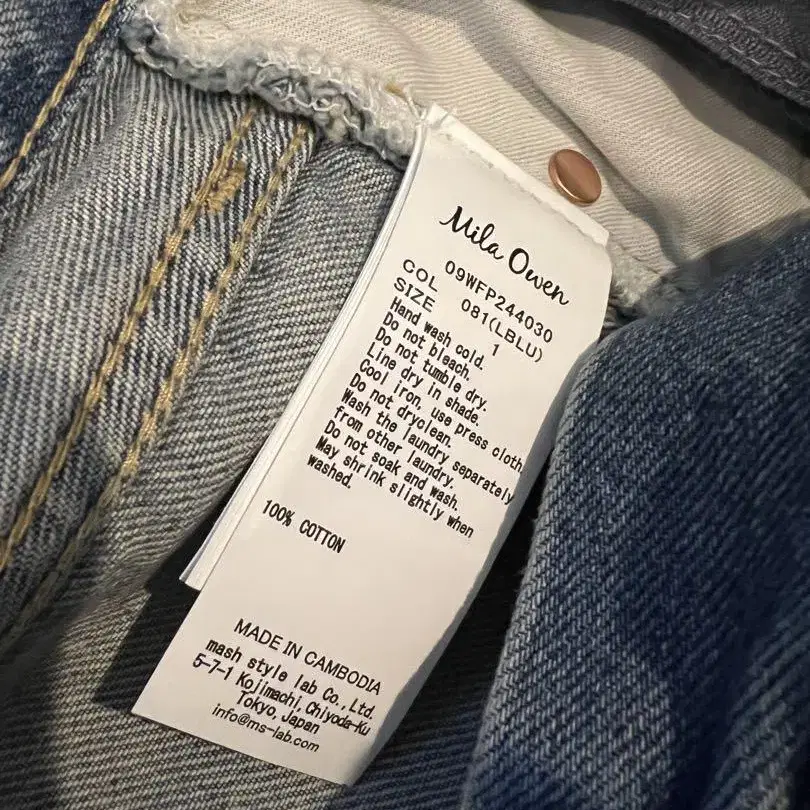 Mila Owen
09WFP244030
COL 081(LBLU)
SIZE 1
Hand wash cold.
Do not bleach.
Do not tumble dry.
Line dry in shade.
Cool iron, use press cloth.
Do not dryclean.
Wash the laundry separately
from other laundry.
Do not soak and wash.
May shrink slightly when
washed.
100% COTTON
MADE IN CAMBODIA
mash style lab Co.,Ltd.
5-7-1 Kojimachi,Chiyoda-Ku
Tokyo,Japan
info@ms-lab.com